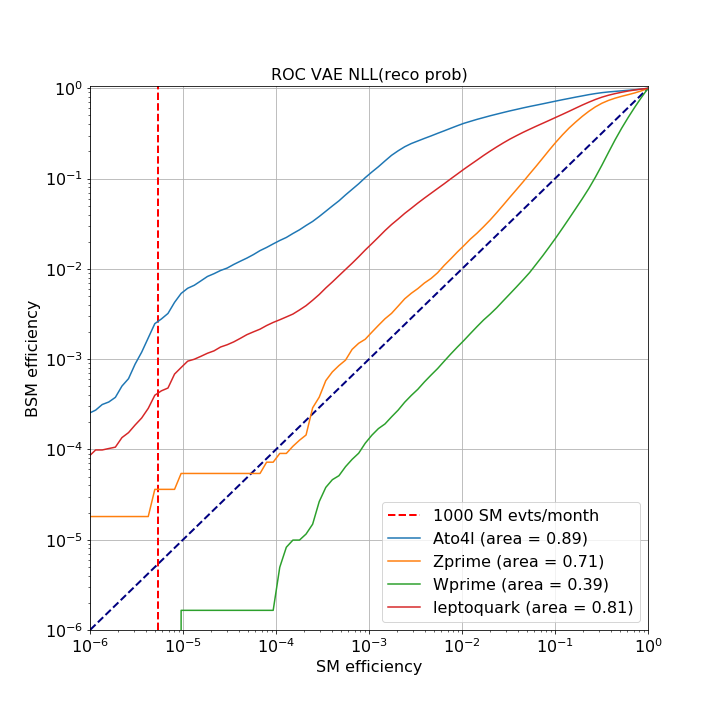 ROC VAE NLL(reco prob)
BSM efficiency
10^0
10^-1
10^-2
10^-3
10^-4
10^-5
10^-6
1000 SM evts/month
Ato4l (area = 0.89)
Zprime (area = 0.71)
Wprime (area = 0.39)
leptoquark (area = 0.81)
10^-6 10^-5 10^-4 10^-3 10^-2 10^-1 10^0
SM efficiency